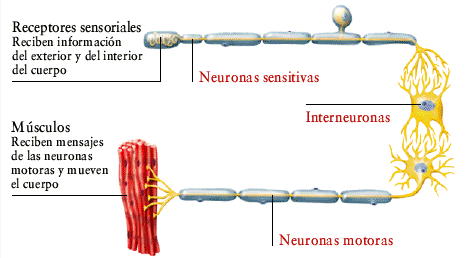 Receptores sensoriales
Reciben información
del exterior y del interior
del cuerpo
Neuronas sensitivas
Interneuronas
Músculos
Reciben mensajes
de las neuronas
motoras y mueven
el cuerpo
Neuronas motoras